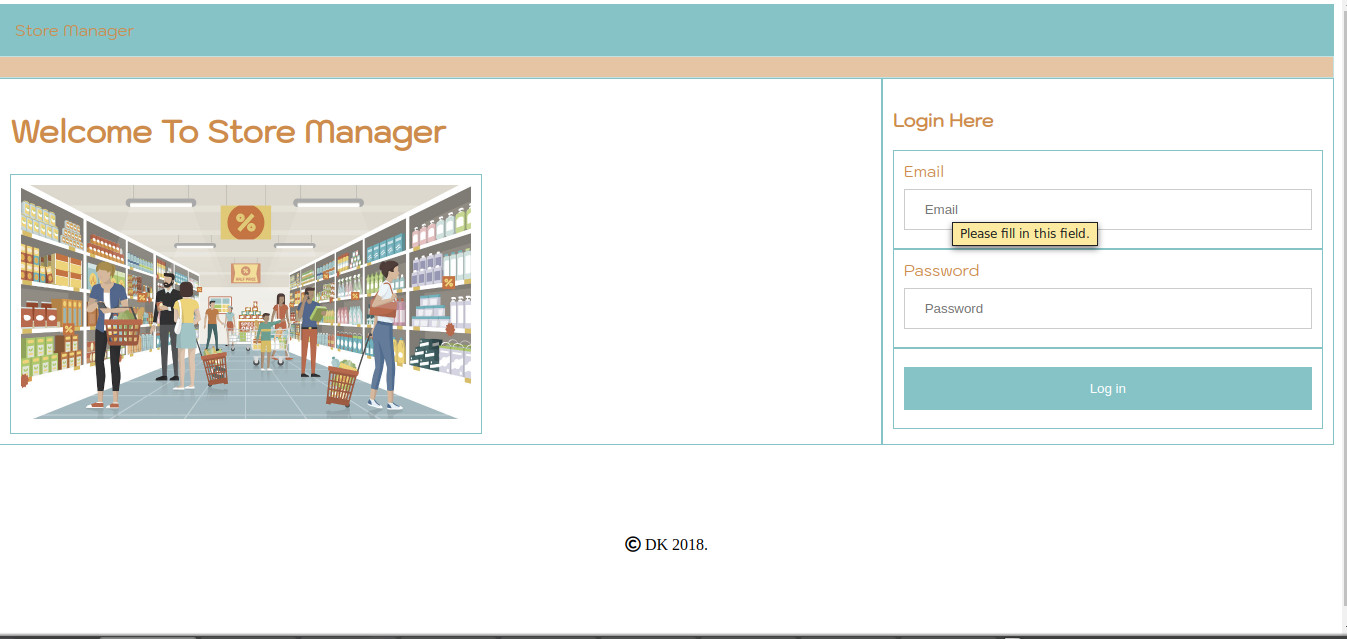 Store Manager
Welcome To Store Manager
%
%
%
%
%
%
%
Login Here
Email
Email
Please fill in this field.
Password
Password
Log in
© DK 2018.